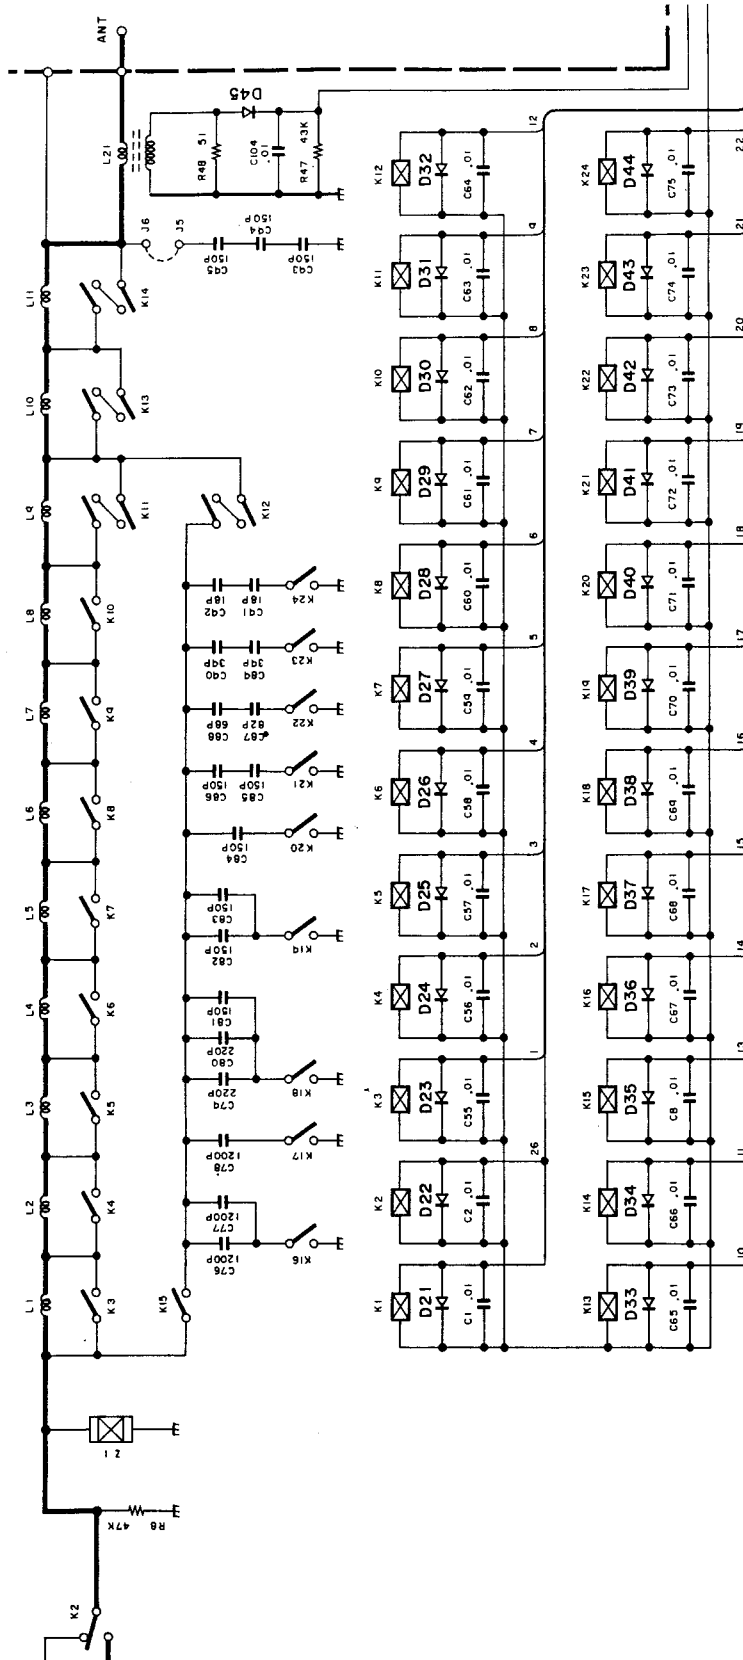 ANT
L21
D45
R48 51
C104 .01
R47 43K
J6
J5
C95 150P
C94 150P
C93 150P
L11
K14
L10
K13
L9
K11
K12
L8
K10
L7
K9
L6
K8
L5
K7
L4
K6
L3
K5
L2
K4
L1
K3
K15
C42 18P
C41 18P
K24
C40 39P
C89 39P
K23
C88 68P
C87 82P
K22
C86 150P
C85 150P
K21
C84 150P
K20
C83 150P
C82 150P
K19
C81 150P
C80 220P
C79 220P
K18
C78 1200P
K17
C77 1200P
C76 1200P
K16
Z1
R8 47K
K2
K12 D32 C64 .01 12
K11 D31 C63 .01 9
K10 D30 C62 .01 8
K9 D29 C61 .01 7
K8 D28 C60 .01 6
K7 D27 C59 .01 5
K6 D26 C58 .01 4
K5 D25 C57 .01 3
K4 D24 C56 .01 2
K3 D23 C55 .01 1
K2 D22 C2 .01 26
K1 D21 C1 .01
K24 D44 C75 .01 22
K23 D43 C74 .01 21
K22 D42 C73 .01 20
K21 D41 C72 .01 19
K20 D40 C71 .01 18
K19 D39 C70 .01 17
K18 D38 C69 .01 16
K17 D37 C68 .01 15
K16 D36 C67 .01 14
K15 D35 C8 .01 13
K14 D34 C66 .01 11
K13 D33 C65 .01 10